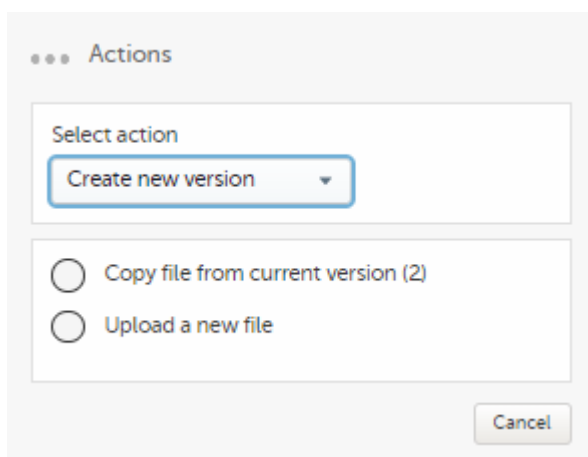 Actions
Select action
Create new version
Copy file from current version (2)
Upload a new file
Cancel